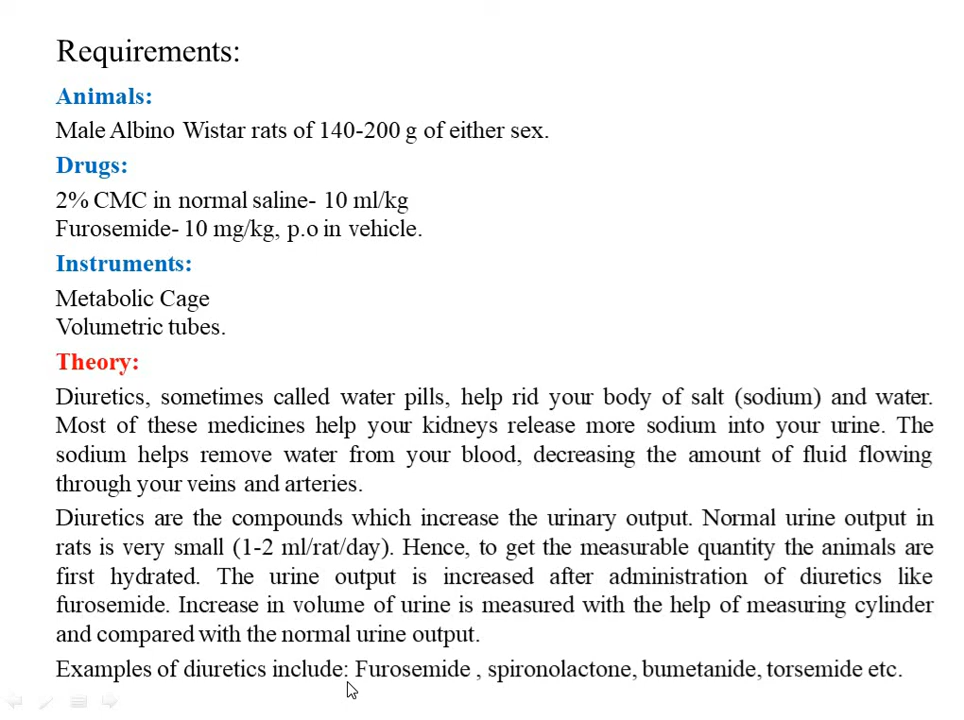 Requirements:
Animals:
Male Albino Wistar rats of 140-200 g of either sex.
Drugs:
2% CMC in normal saline- 10 ml/kg
Furosemide- 10 mg/kg, p.o in vehicle.
Instruments:
Metabolic Cage
Volumetric tubes.
Theory:
Diuretics, sometimes called water pills, help rid your body of salt (sodium) and water.
Most of these medicines help your kidneys release more sodium into your urine. The
sodium helps remove water from your blood, decreasing the amount of fluid flowing
through your veins and arteries.
Diuretics are the compounds which increase the urinary output. Normal urine output in
rats is very small (1-2 ml/rat/day). Hence, to get the measurable quantity the animals are
first hydrated. The urine output is increased after administration of diuretics like
furosemide. Increase in volume of urine is measured with the help of measuring cylinder
and compared with the normal urine output.
Examples of diuretics include: Furosemide , spironolactone, bumetanide, torsemide etc.